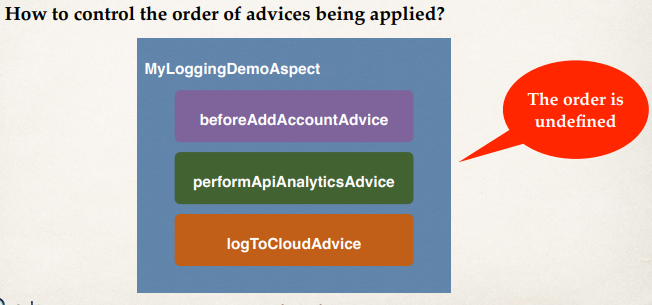 How to control the order of advices being applied?
MyLoggingDemoAspect
beforeAddAccountAdvice
performApiAnalyticsAdvice
logToCloudAdvice
The order is
undefined